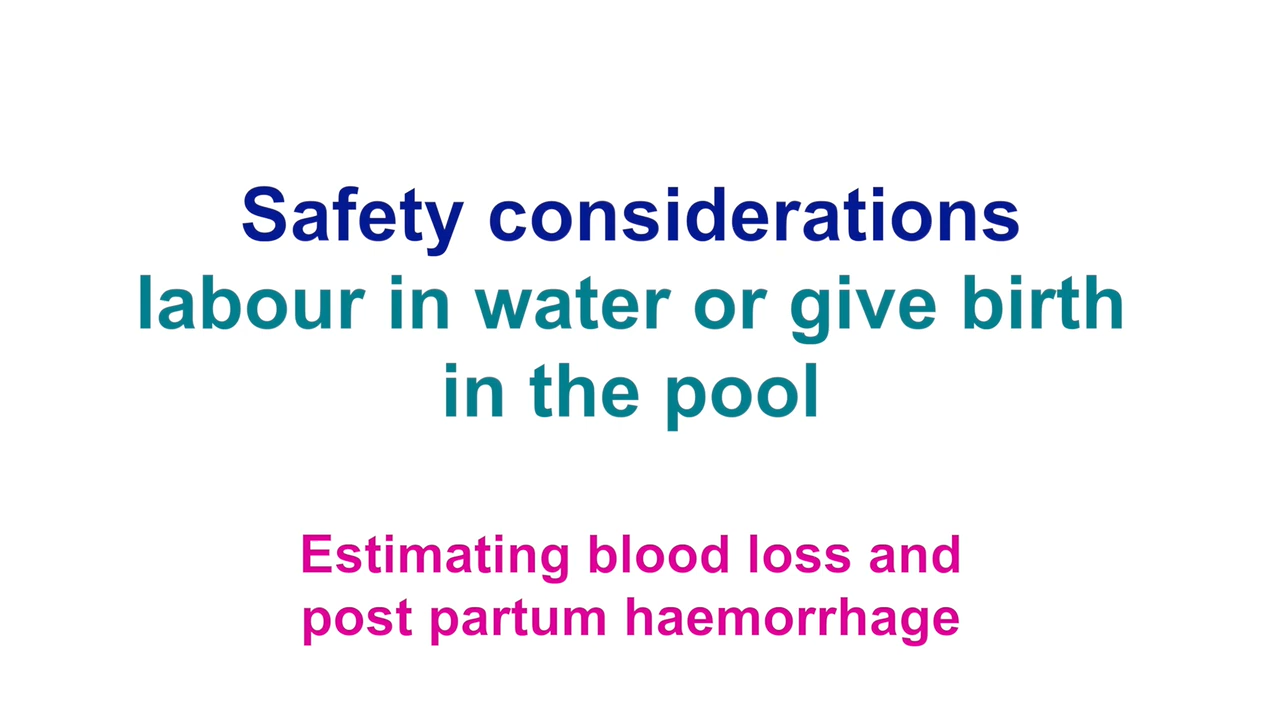 Safety considerations
labour in water or give birth
in the pool
Estimating blood loss and
post partum haemorrhage